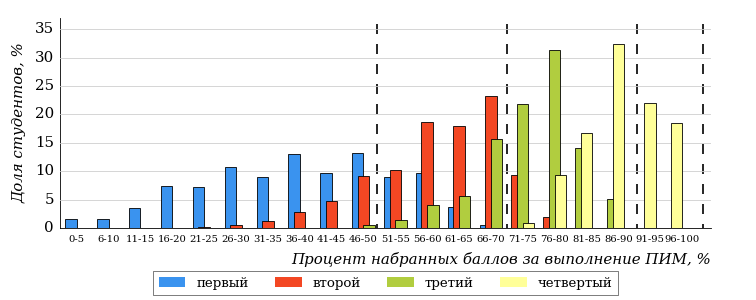 Доля студентов, %
35
30
25
20
15
10
5
0
0-5 6-10 11-15 16-20 21-25 26-30 31-35 36-40 41-45 46-50 51-55 56-60 61-65 66-70 71-75 76-80 81-85 86-90 91-95 96-100
Процент набранных баллов за выполнение ПИМ, %
первый второй третий четвертый